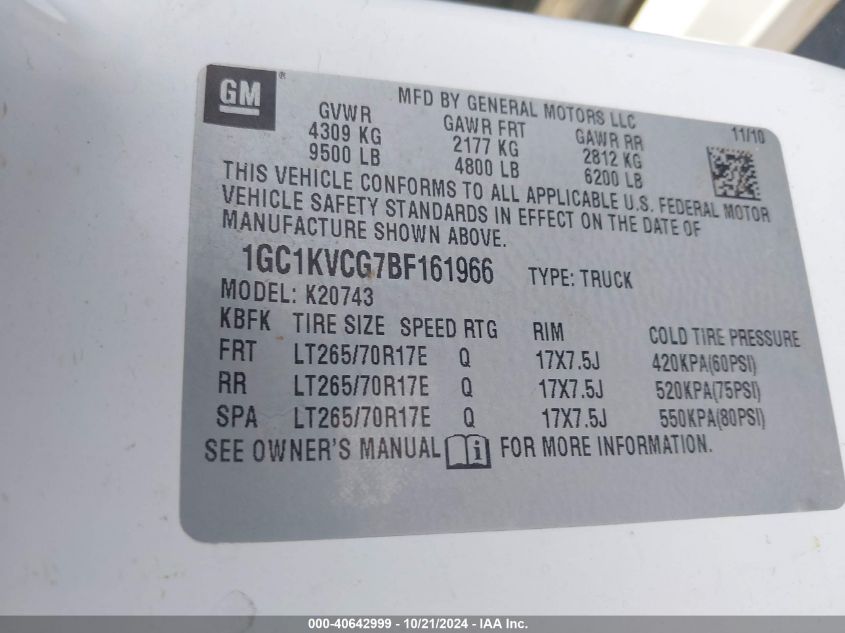 GM®
MFD BY GENERAL MOTORS LLC
11/10
GVWR GAWR FRT GAWR RR
4309 KG 2177 KG 2812 KG
9500 LB 4800 LB 6200 LB
THIS VEHICLE CONFORMS TO ALL APPLICABLE U.S. FEDERAL MOTOR
VEHICLE SAFETY STANDARDS IN EFFECT ON THE DATE OF
MANUFACTURE SHOWN ABOVE.
1GC1KVCG7BF161966 TYPE: TRUCK
MODEL: K20743
KBFK TIRE SIZE SPEED RTG RIM COLD TIRE PRESSURE
FRT LT265/70R17E Q 17X7.5J 420KPA(60PSI)
RR LT265/70R17E Q 17X7.5J 520KPA(75PSI)
SPA LT265/70R17E Q 17X7.5J 550KPA(80PSI)
SEE OWNER'S MANUAL i FOR MORE INFORMATION.
000-40642999 - 10/21/2024 - IAA Inc.